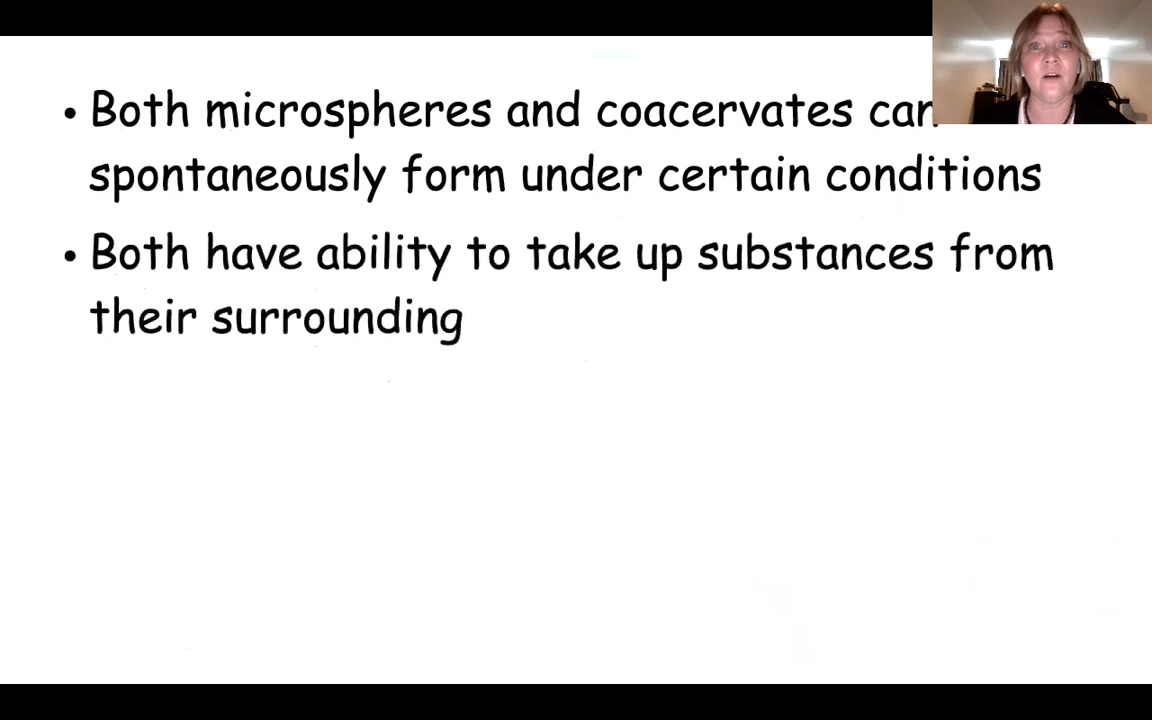 • Both microspheres and coacervates can
spontaneously form under certain conditions
• Both have ability to take up substances from
their surrounding